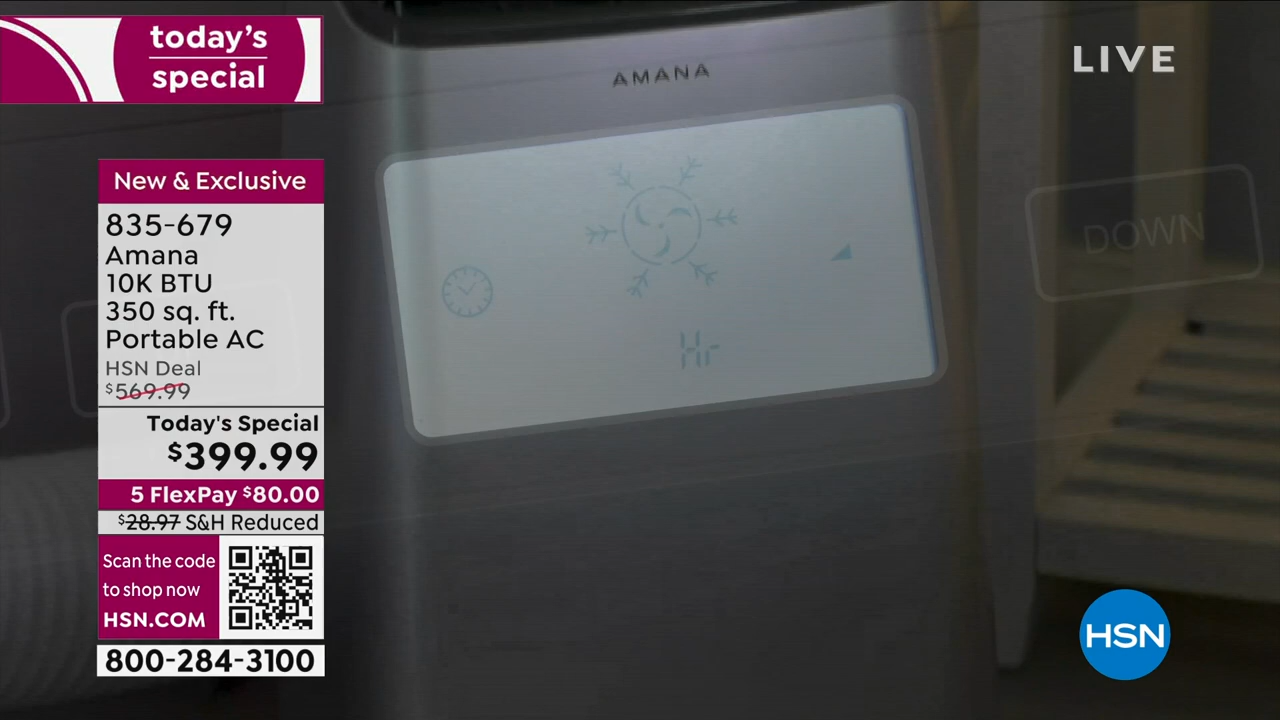 today's
special
LIVE
AMANA
DOWN
Hr
New & Exclusive
835-679
Amana
10K BTU
350 sq. ft.
Portable AC
HSN Deal
$569.99
Today's Special
$399.99
5 FlexPay $80.00
$28.97 S&H Reduced
Scan the code
to shop now
HSN.COM
800-284-3100
HSN